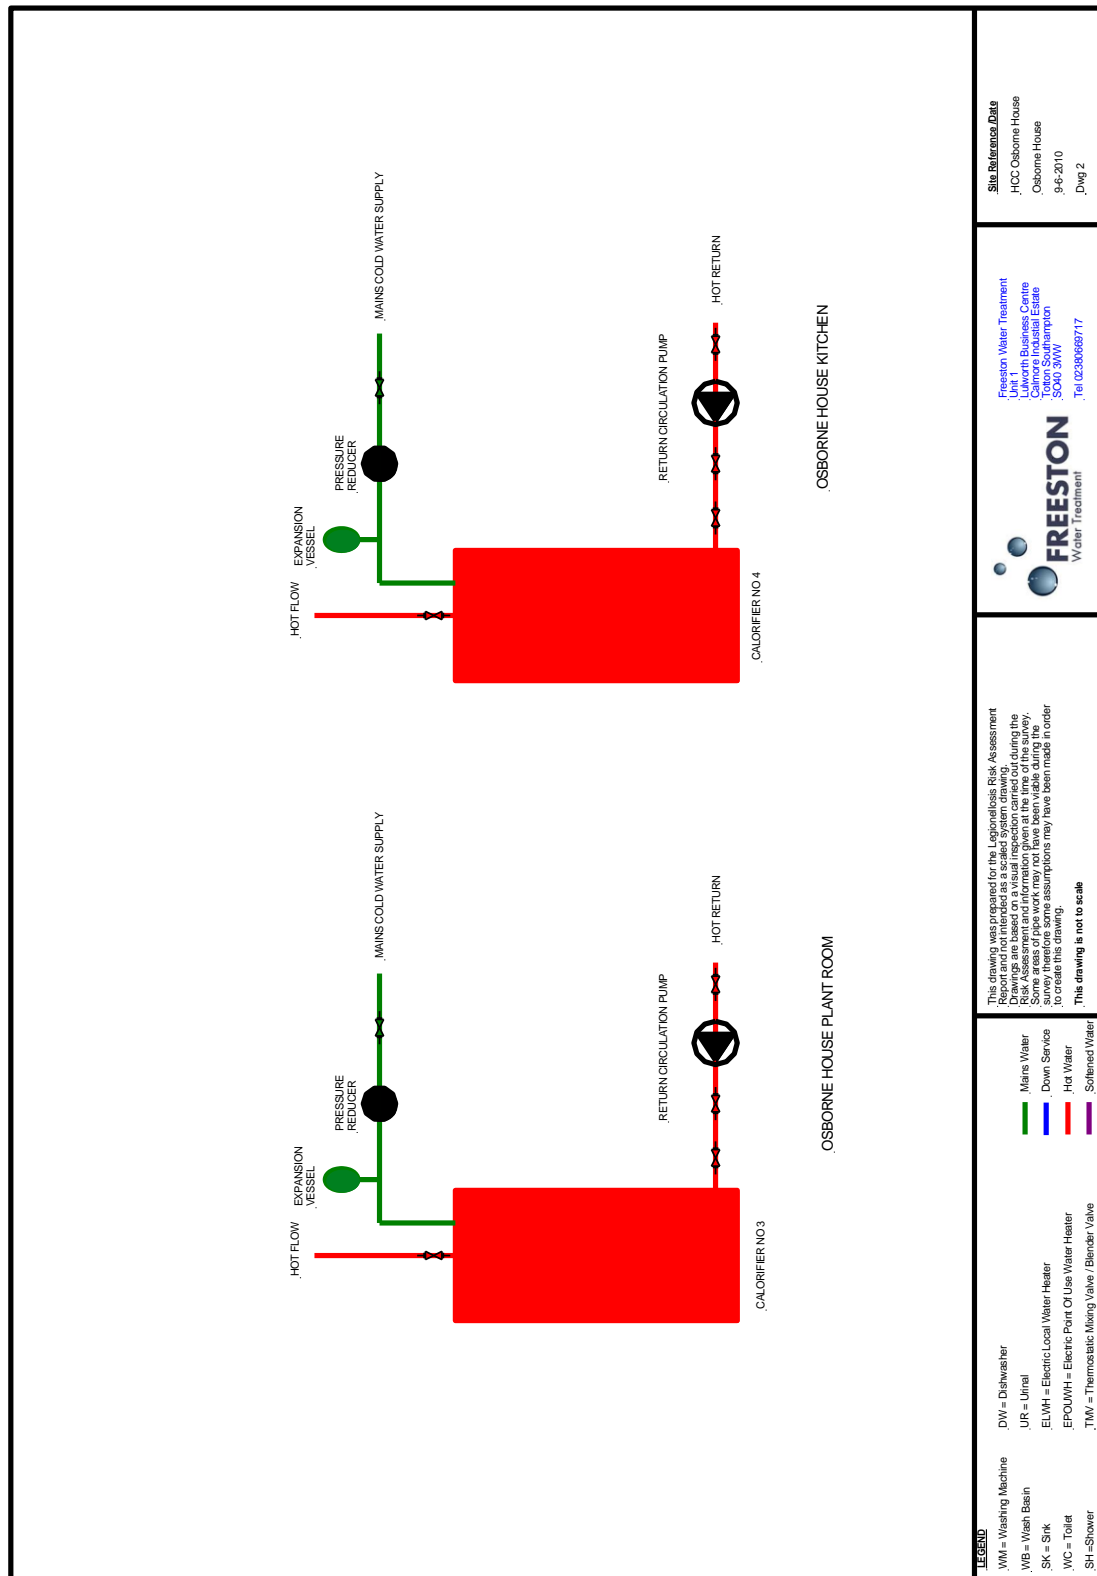 HOT FLOW
EXPANSION
VESSEL
PRESSURE
REDUCER
MAINS COLD WATER SUPPLY
CALORIFIER NO 3
RETURN CIRCULATION PUMP
HOT RETURN
OSBORNE HOUSE PLANT ROOM
HOT FLOW
EXPANSION
VESSEL
PRESSURE
REDUCER
MAINS COLD WATER SUPPLY
CALORIFIER NO 4
RETURN CIRCULATION PUMP
HOT RETURN
OSBORNE HOUSE KITCHEN
LEGEND
WM = Washing Machine
WB = Wash Basin
SK = Sink
WC = Toilet
SH =Shower
DW = Dishwasher
UR = Urinal
ELWH = Electric Local Water Heater
EPOUWH = Electric Point Of Use Water Heater
TMV = Thermostatic Mixing Valve / Blender Valve
Mains Water
Down Service
Hot Water
Softened Water
This drawing was prepared for the Legionellosis Risk Assessment
Report and not intended as a scaled system drawing.
Drawings are based on a visual inspection carried out during the
Risk Assessment and information given at the time of the survey.
Some areas of pipe work may not have been viable during the
survey therefore some assumptions may have been made in order
to create this drawing.
This drawing is not to scale
FREESTON
Water Treatment
Freeston Water Treatment
Unit 1
Lulworth Business Centre
Calmore Industial Estate
Totton Southampton
SO40 3WW
Tel 02380669717
Site Reference/Date
HCC Osborne House
Osborne House
9-6-2010
Dwg 2